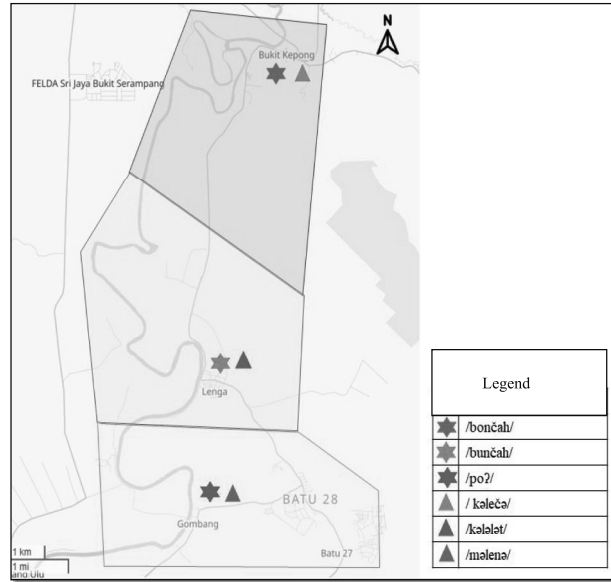 N
Bukit Kepong
FELDA Sri Jaya Bukit Serampang
Lenga
BATU 28
Gombang
Batu 27
1 km
1 mi
Legend
/bončah/
/bunčah/
/poʔ/
/ kəlečə/
/kələlət/
/məlenə/